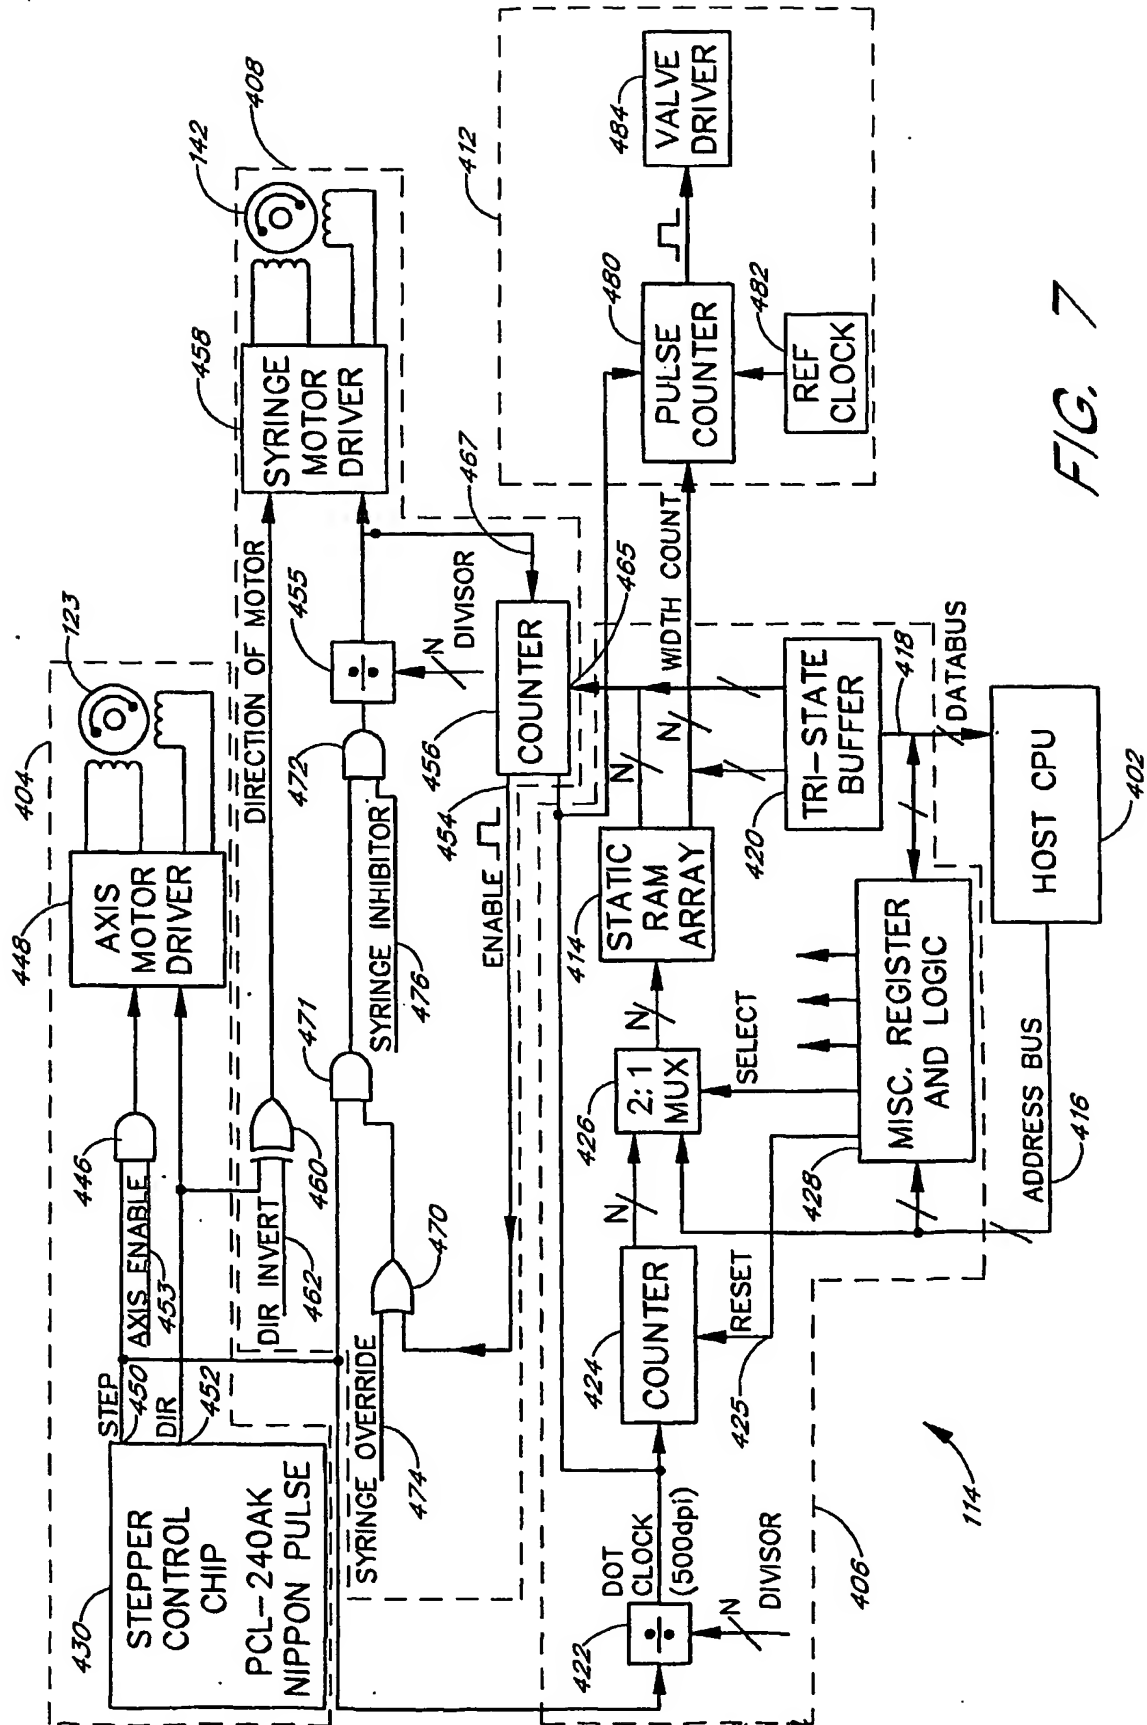 404
123
448
AXIS
MOTOR
DRIVER
446
AXIS ENABLE
453
STEP
450
DIR
452
430
STEPPER
CONTROL
CHIP
PCL-240AK
NIPPON PULSE
142
408
458
SYRINGE
MOTOR
DRIVER
DIRECTION OF MOTOR
460
DIR INVERT
462
455
N
DIVISOR
467
472
SYRINGE INHIBITOR
476
471
470
SYRINGE OVERRIDE
474
456
COUNTER
465
454
ENABLE
412
484
VALVE
DRIVER
480
PULSE
COUNTER
482
REF
CLOCK
WIDTH COUNT
N
N
414
STATIC
RAM
ARRAY
420
TRI-STATE
BUFFER
418
DATABUS
HOST CPU
402
N
426
2:1
MUX
SELECT
N
424
COUNTER
425
RESET
428
MISC. REGISTER
AND LOGIC
ADDRESS BUS
416
DOT
CLOCK
(500dpi)
422
N
DIVISOR
406
114
FIG. 7